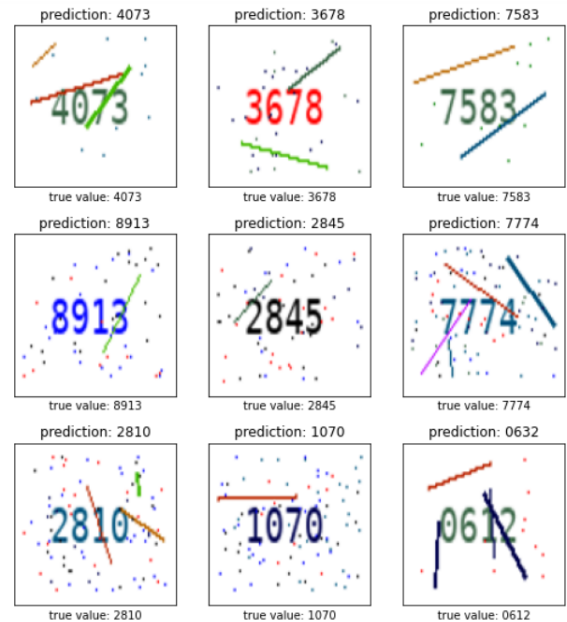 prediction: 4073 prediction: 3678 prediction: 7583
4073 3678 7583
true value: 4073 true value: 3678 true value: 7583
prediction: 8913 prediction: 2845 prediction: 7774
8913 2845 7774
true value: 8913 true value: 2845 true value: 7774
prediction: 2810 prediction: 1070 prediction: 0632
2810 1070 0612
true value: 2810 true value: 1070 true value: 0612